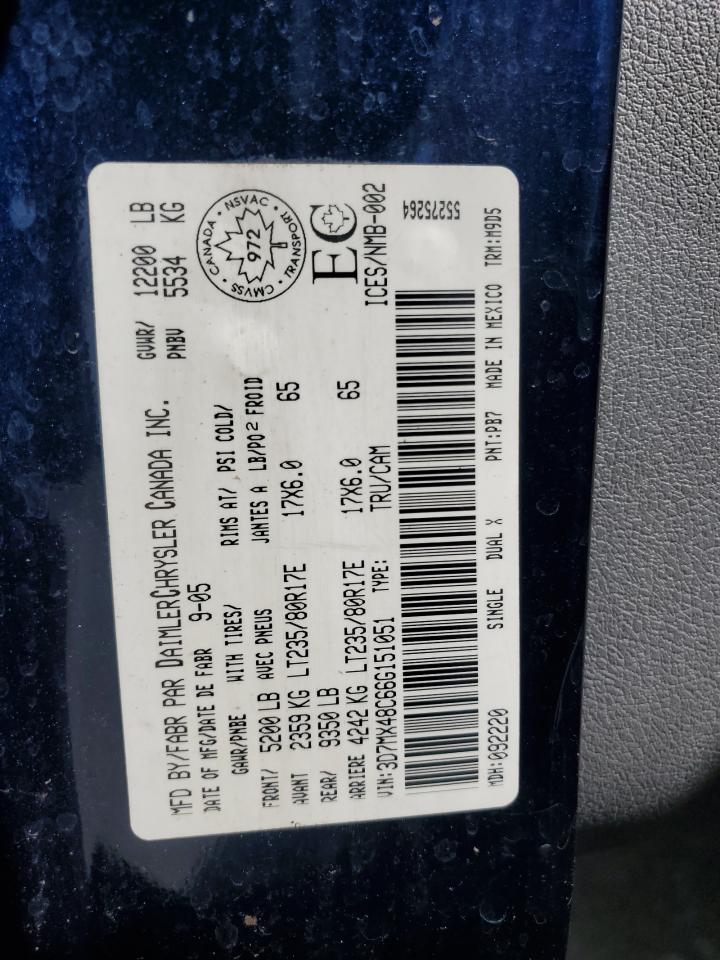 MFD BY/FABR PAR DAIMLERCHRYSLER CANADA INC.
DATE OF MFG/DATE DE FABR 9-05
GVWR/ 12200 LB
PNBV 5534 KG
GAWR/PNBE WITH TIRES/ RIMS AT/ PSI COLD/
AVEC PNEUS JANTES A LB/PO2 FROID
FRONT/ 5200 LB
AVANT 2359 KG LT235/80R17E 17X6.0 65
REAR/ 9350 LB
ARRIERE 4242 KG LT235/80R17E 17X6.0 65
VIN: 3D7MX48C66G151051 TYPE: TRU/CAM
CMVSS · CANADA · NSVAC · TRANSPORT
972
EC
ICES/NMB-002
55275264
MDH:092220 SINGLE DUAL X PNT:PB7 MADE IN MEXICO TRM:M9D5